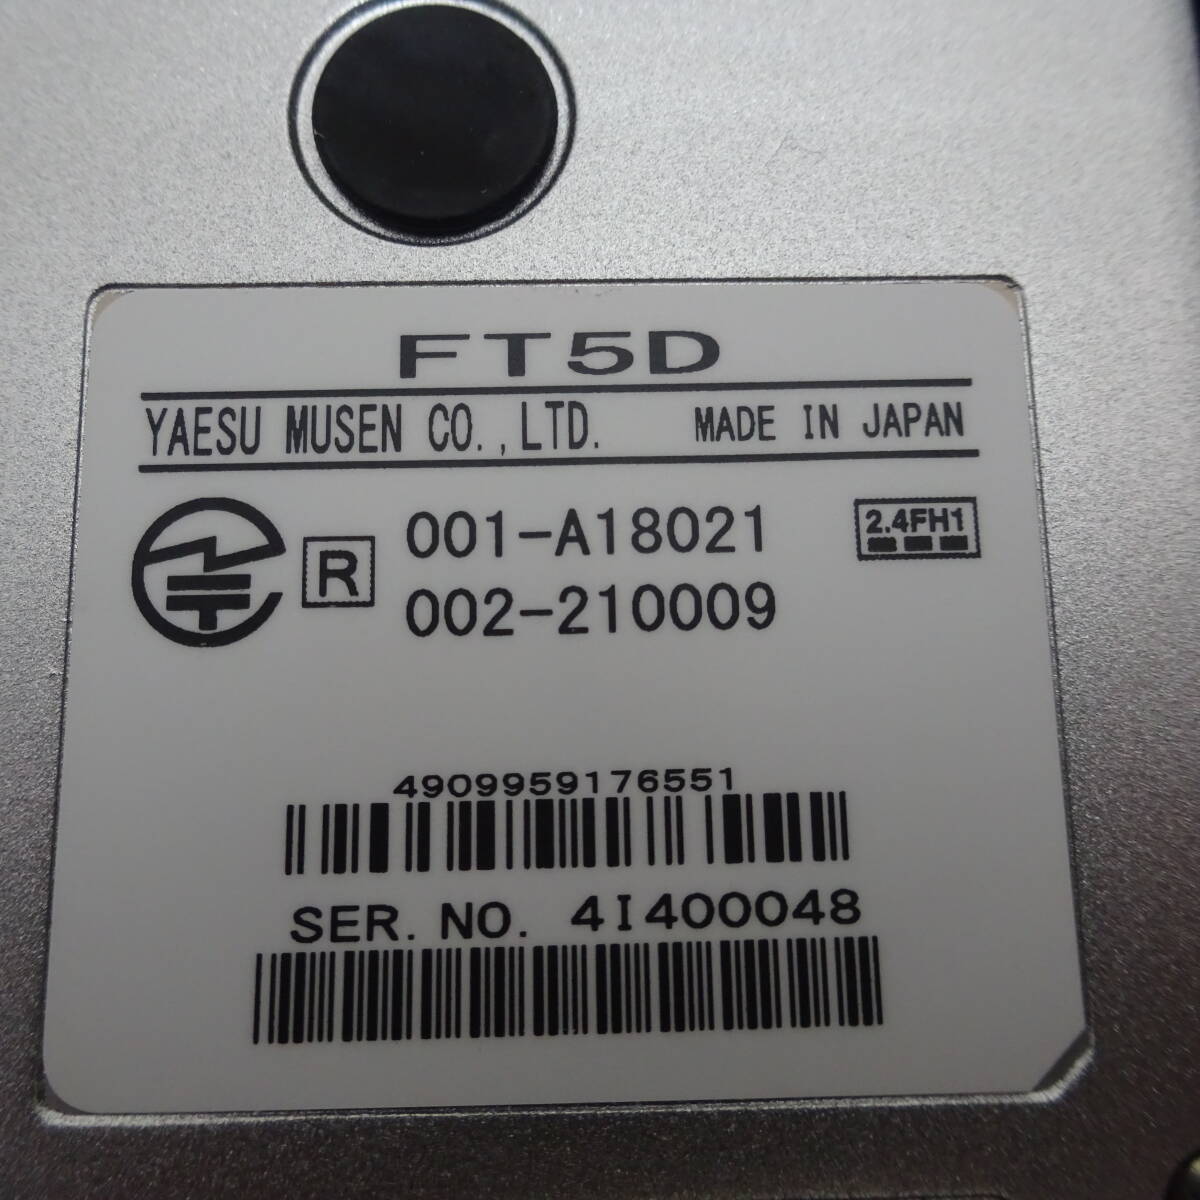 FT5D
YAESU MUSEN CO.,LTD. MADE IN JAPAN
R 001-A18021 2.4FH1
002-210009
4909959176551
SER. NO. 4I400048